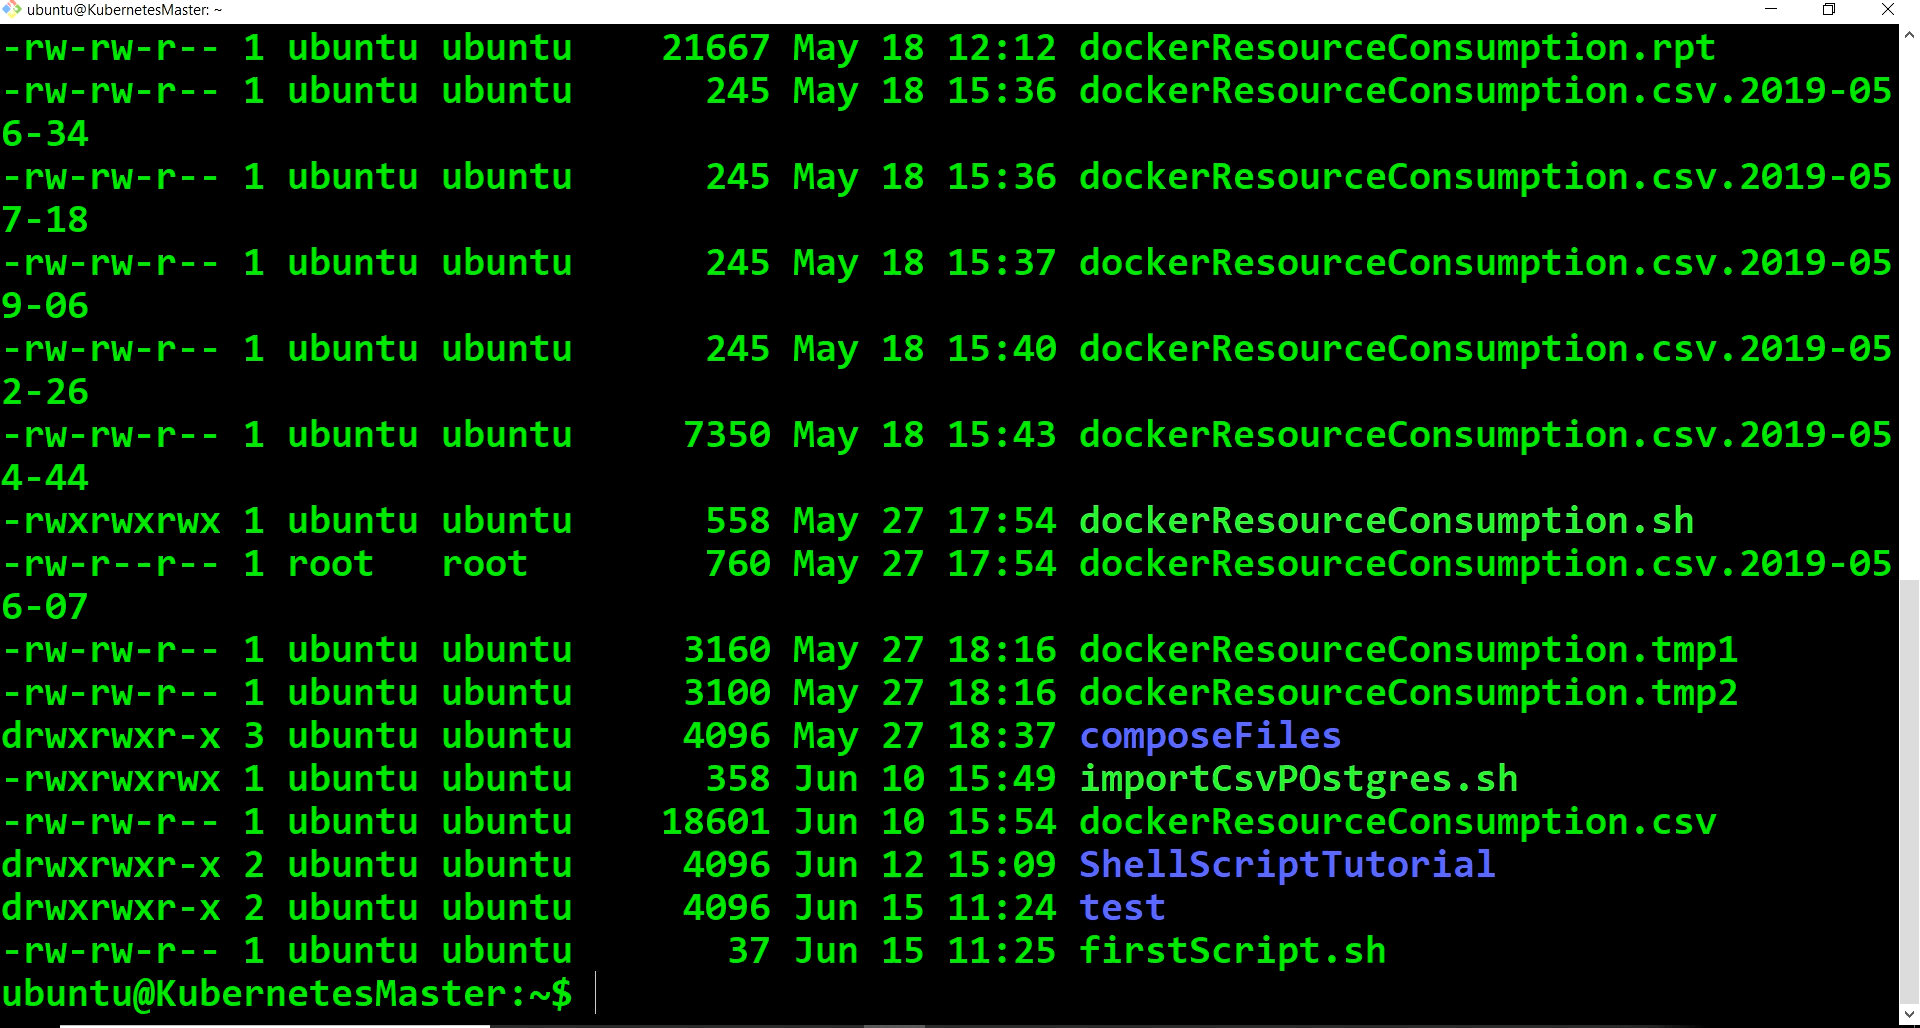 ubuntu@KubernetesMaster: ~
-rw-rw-r-- 1 ubuntu ubuntu    21667 May 18 12:12 dockerResourceConsumption.rpt
-rw-rw-r-- 1 ubuntu ubuntu      245 May 18 15:36 dockerResourceConsumption.csv.2019-05
6-34
-rw-rw-r-- 1 ubuntu ubuntu      245 May 18 15:36 dockerResourceConsumption.csv.2019-05
7-18
-rw-rw-r-- 1 ubuntu ubuntu      245 May 18 15:37 dockerResourceConsumption.csv.2019-05
9-06
-rw-rw-r-- 1 ubuntu ubuntu      245 May 18 15:40 dockerResourceConsumption.csv.2019-05
2-26
-rw-rw-r-- 1 ubuntu ubuntu     7350 May 18 15:43 dockerResourceConsumption.csv.2019-05
4-44
-rwxrwxrwx 1 ubuntu ubuntu      558 May 27 17:54 dockerResourceConsumption.sh
-rw-r--r-- 1 root   root        760 May 27 17:54 dockerResourceConsumption.csv.2019-05
6-07
-rw-rw-r-- 1 ubuntu ubuntu     3160 May 27 18:16 dockerResourceConsumption.tmp1
-rw-rw-r-- 1 ubuntu ubuntu     3100 May 27 18:16 dockerResourceConsumption.tmp2
drwxrwxr-x 3 ubuntu ubuntu     4096 May 27 18:37 composeFiles
-rwxrwxrwx 1 ubuntu ubuntu      358 Jun 10 15:49 importCsvPOstgres.sh
-rw-rw-r-- 1 ubuntu ubuntu    18601 Jun 10 15:54 dockerResourceConsumption.csv
drwxrwxr-x 2 ubuntu ubuntu     4096 Jun 12 15:09 ShellScriptTutorial
drwxrwxr-x 2 ubuntu ubuntu     4096 Jun 15 11:24 test
-rw-rw-r-- 1 ubuntu ubuntu       37 Jun 15 11:25 firstScript.sh
ubuntu@KubernetesMaster:~$